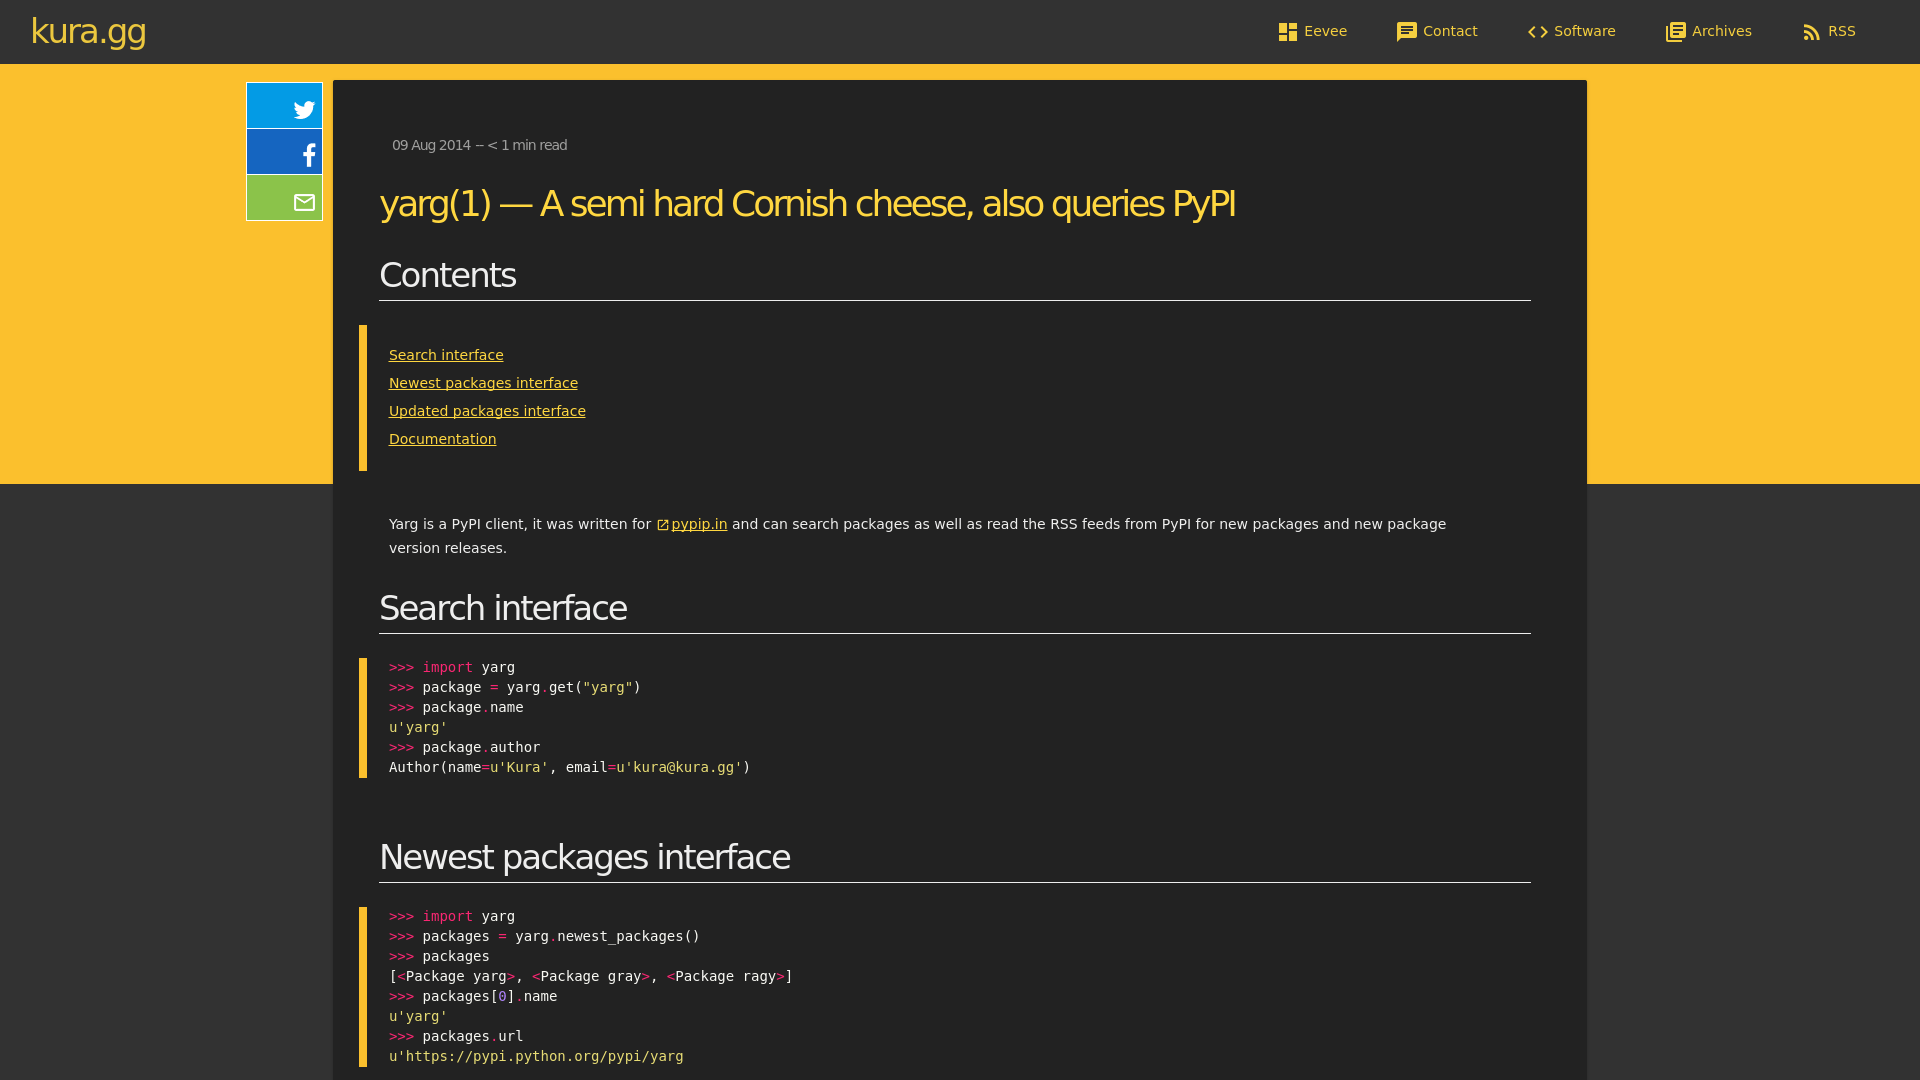 kura.gg
Eevee
Contact
Software
Archives
RSS
09 Aug 2014 -- < 1 min read
yarg(1) — A semi hard Cornish cheese, also queries PyPI
Contents
Search interface
Newest packages interface
Updated packages interface
Documentation
Yarg is a PyPI client, it was written for pypip.in and can search packages as well as read the RSS feeds from PyPI for new packages and new package
version releases.
Search interface
>>> import yarg
>>> package = yarg.get("yarg")
>>> package.name
u'yarg'
>>> package.author
Author(name=u'Kura', email=u'kura@kura.gg')
Newest packages interface
>>> import yarg
>>> packages = yarg.newest_packages()
>>> packages
[<Package yarg>, <Package gray>, <Package ragy>]
>>> packages[0].name
u'yarg'
>>> packages.url
u'https://pypi.python.org/pypi/yarg